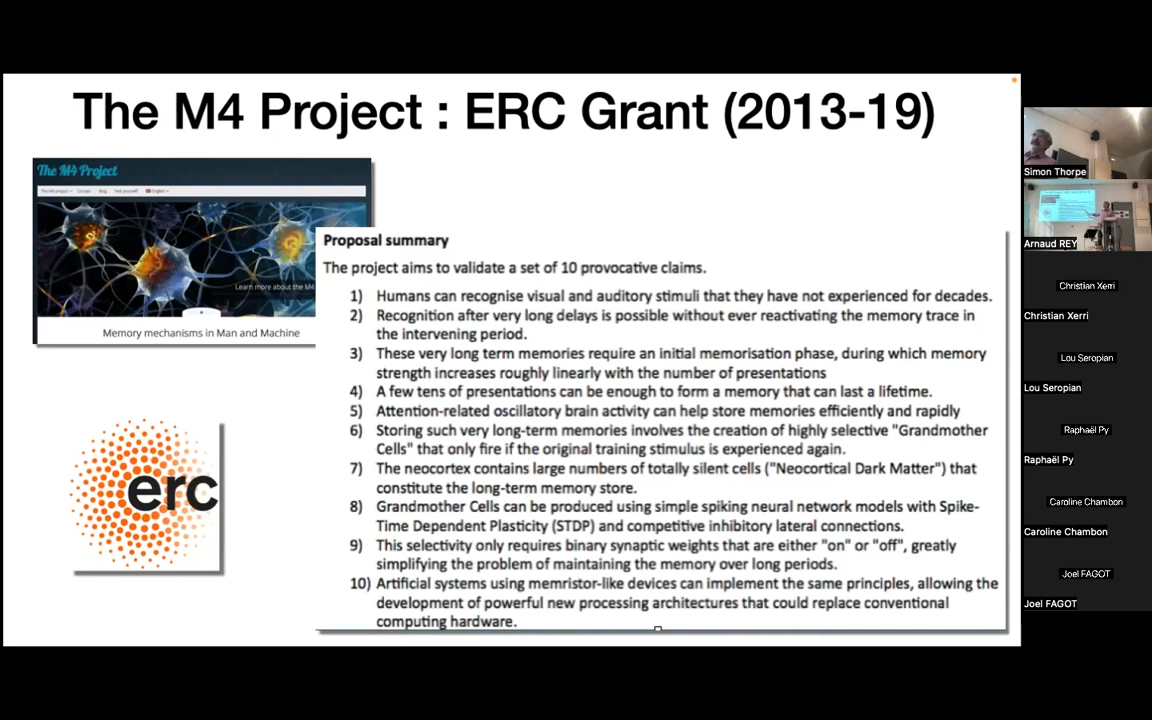 The M4 Project : ERC Grant (2013-19)
The M4 Project
The M4 project Contact Blog Test yourself English
Learn more about the M4
Memory mechanisms in Man and Machine
erc
Proposal summary
The project aims to validate a set of 10 provocative claims.
1) Humans can recognise visual and auditory stimuli that they have not experienced for decades.
2) Recognition after very long delays is possible without ever reactivating the memory trace in
the intervening period.
3) These very long term memories require an initial memorisation phase, during which memory
strength increases roughly linearly with the number of presentations
4) A few tens of presentations can be enough to form a memory that can last a lifetime.
5) Attention-related oscillatory brain activity can help store memories efficiently and rapidly
6) Storing such very long-term memories involves the creation of highly selective "Grandmother
Cells" that only fire if the original training stimulus is experienced again.
7) The neocortex contains large numbers of totally silent cells ("Neocortical Dark Matter") that
constitute the long-term memory store.
8) Grandmother Cells can be produced using simple spiking neural network models with Spike-
Time Dependent Plasticity (STDP) and competitive inhibitory lateral connections.
9) This selectivity only requires binary synaptic weights that are either "on" or "off", greatly
simplifying the problem of maintaining the memory over long periods.
10) Artificial systems using memristor-like devices can implement the same principles, allowing the
development of powerful new processing architectures that could replace conventional
computing hardware.
Simon Thorpe
Arnaud REY
Christian Xerri
Christian Xerri
Lou Seropian
Lou Seropian
Raphaël Py
Raphaël Py
Caroline Chambon
Caroline Chambon
Joel FAGOT
Joel FAGOT